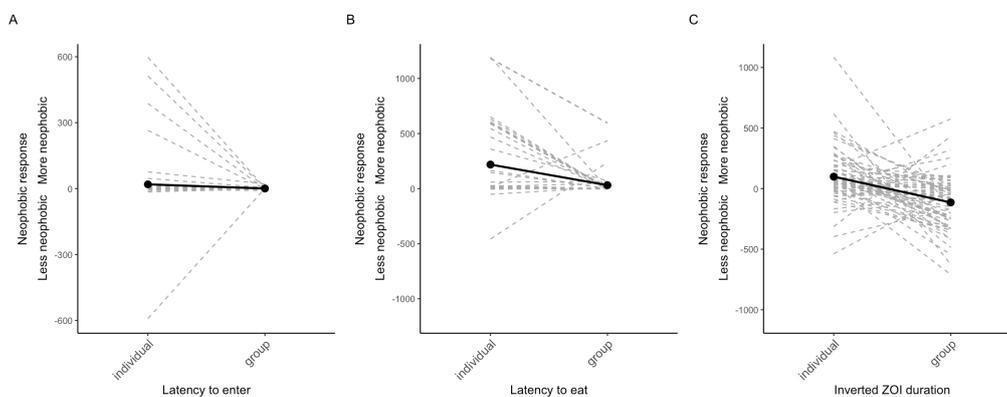 A
Neophobic response
Less neophobic More neophobic
600
300
0
-300
-600
individual
group
Latency to enter
B
Neophobic response
Less neophobic More neophobic
1000
500
0
-500
-1000
individual
group
Latency to eat
C
Neophobic response
Less neophobic More neophobic
1000
500
0
-500
-1000
individual
group
Inverted ZOI duration